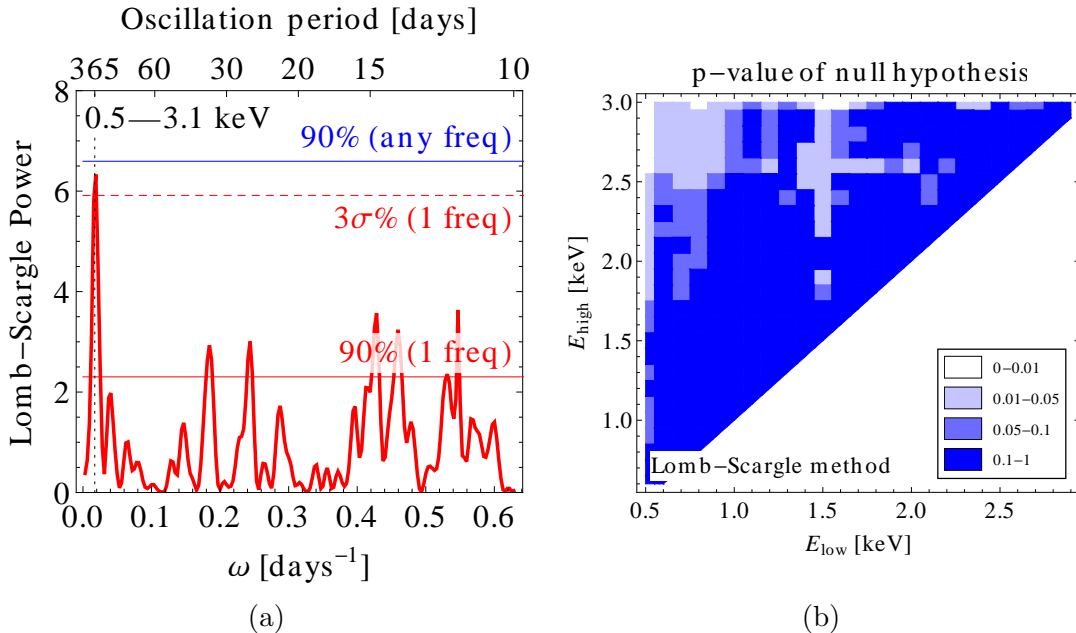 Oscillation period [days]
365 60 26 20 15 10
8
6
4
2
0
Lomb−Scargle Power
0.5—3.1 keV
90% (any freq)
3σ% (1 freq)
90% (1 freq)
0.0 0.1 0.2 0.3 0.4 0.5 0.6
ω [days⁻¹]
(a)
p−value of null hypothesis
3.0
2.5
2.0
1.5
1.0
E_high [keV]
0−0.01
0.01−0.05
0.05−0.1
0.1−1
Lomb−Scargle method
0.5 1.0 1.5 2.0 2.5
E_low [keV]
(b)